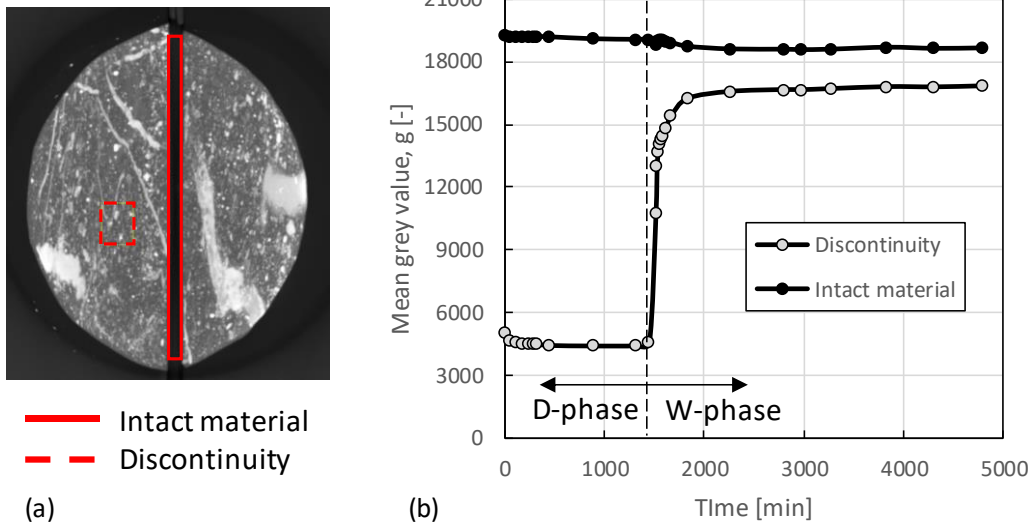 Intact material
Discontinuity
(a)
21000
18000
15000
12000
9000
6000
3000
0
Mean grey value, g [-]
Discontinuity
Intact material
D-phase
W-phase
0
1000
2000
3000
4000
5000
TIme [min]
(b)